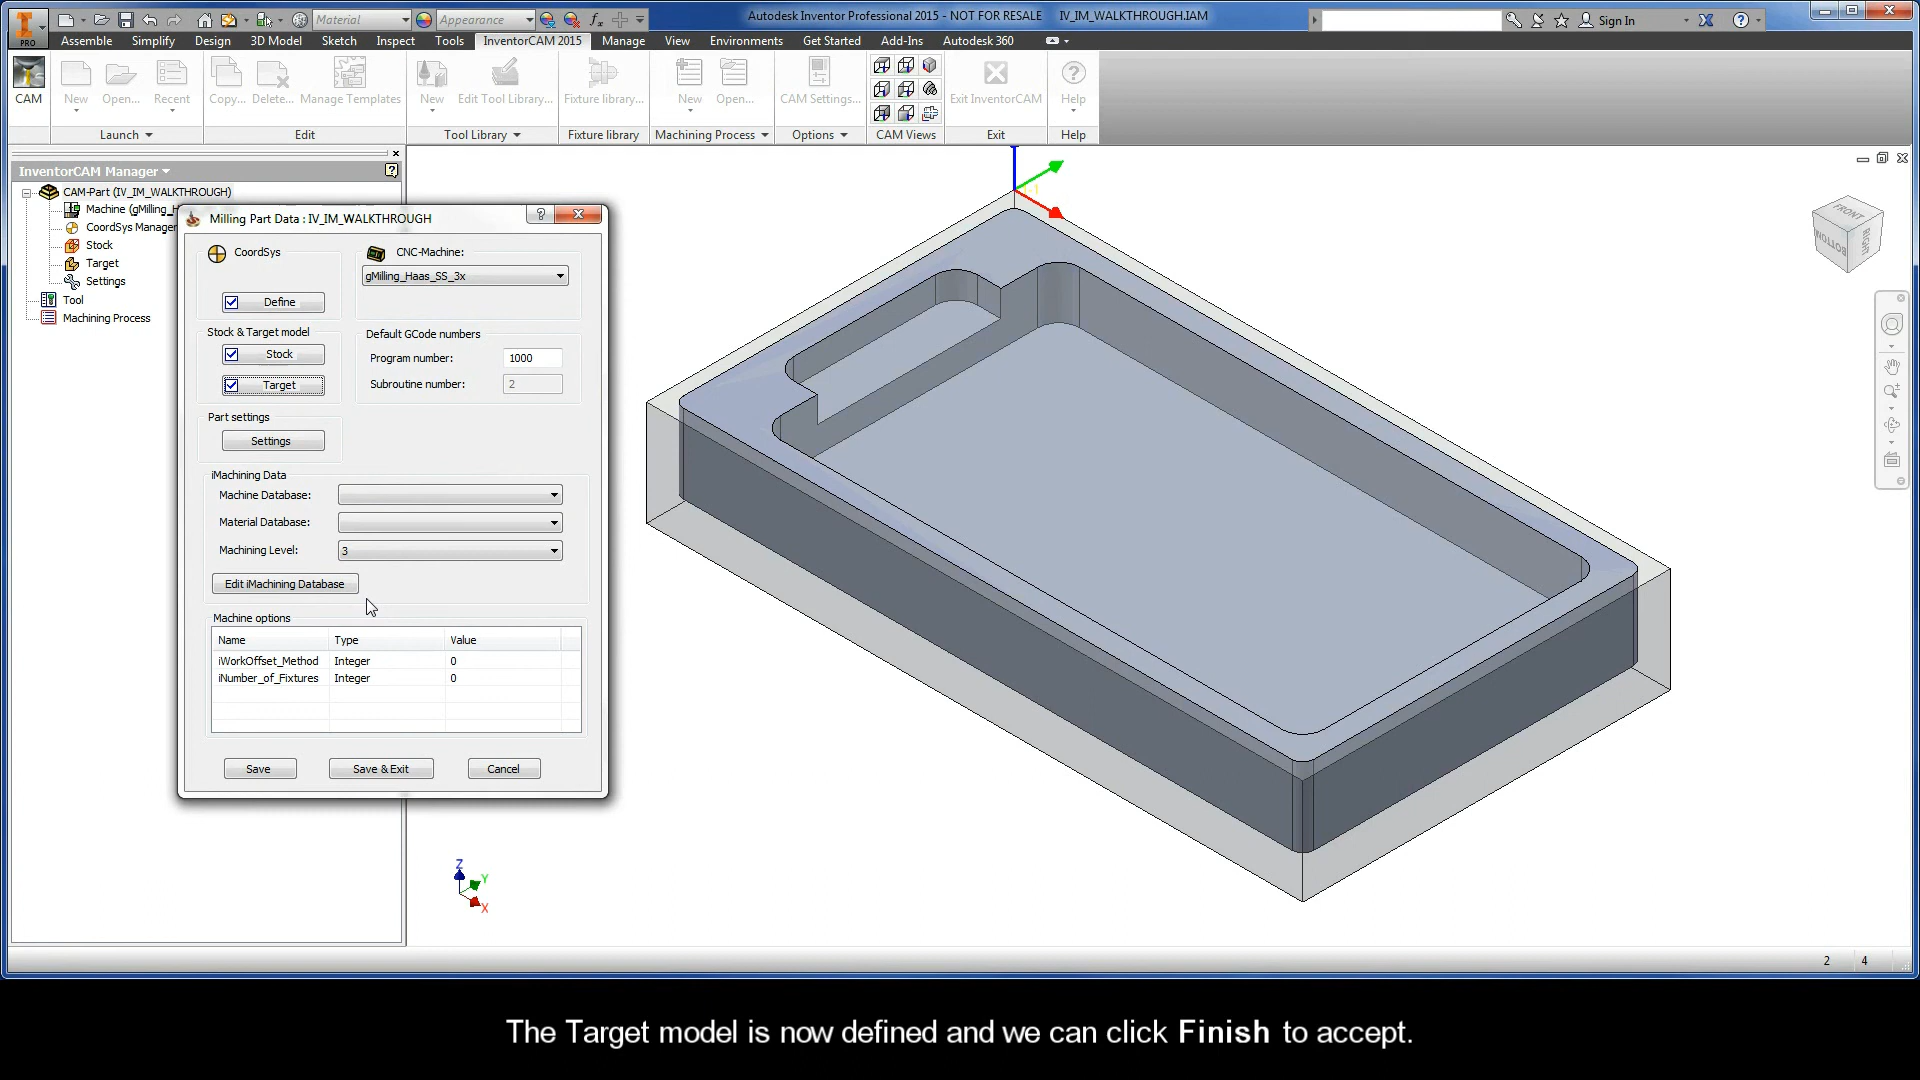 Material
Appearance
Autodesk Inventor Professional 2015 - NOT FOR RESALE IV_IM_WALKTHROUGH.IAM
Sign In
PRO
Assemble Simplify Design 3D Model Sketch Inspect Tools InventorCAM 2015 Manage View Environments Get Started Add-Ins Autodesk 360
CAM New Open... Recent Copy... Delete... Manage Templates New Edit Tool Library... Fixture library... New Open... CAM Settings... Exit InventorCAM Help
Launch Edit Tool Library Fixture library Machining Process Options CAM Views Exit Help
InventorCAM Manager
CAM-Part (IV_IM_WALKTHROUGH)
Machine (gMilling_H
CoordSys Manager
Stock
Target
Settings
Tool
Machining Process
Milling Part Data : IV_IM_WALKTHROUGH
CoordSys
CNC-Machine:
gMilling_Haas_SS_3x
Define
Stock & Target model
Default GCode numbers
Stock
Program number: 1000
Target
Subroutine number: 2
Part settings
Settings
iMachining Data
Machine Database:
Material Database:
Machining Level: 3
Edit iMachining Database
Machine options
Name Type Value
iWorkOffset_Method Integer 0
iNumber_of_Fixtures Integer 0
Save Save & Exit Cancel
FRONT
BOTTOM
RIGHT
Z
Y
X
2 4
The Target model is now defined and we can click Finish to accept.